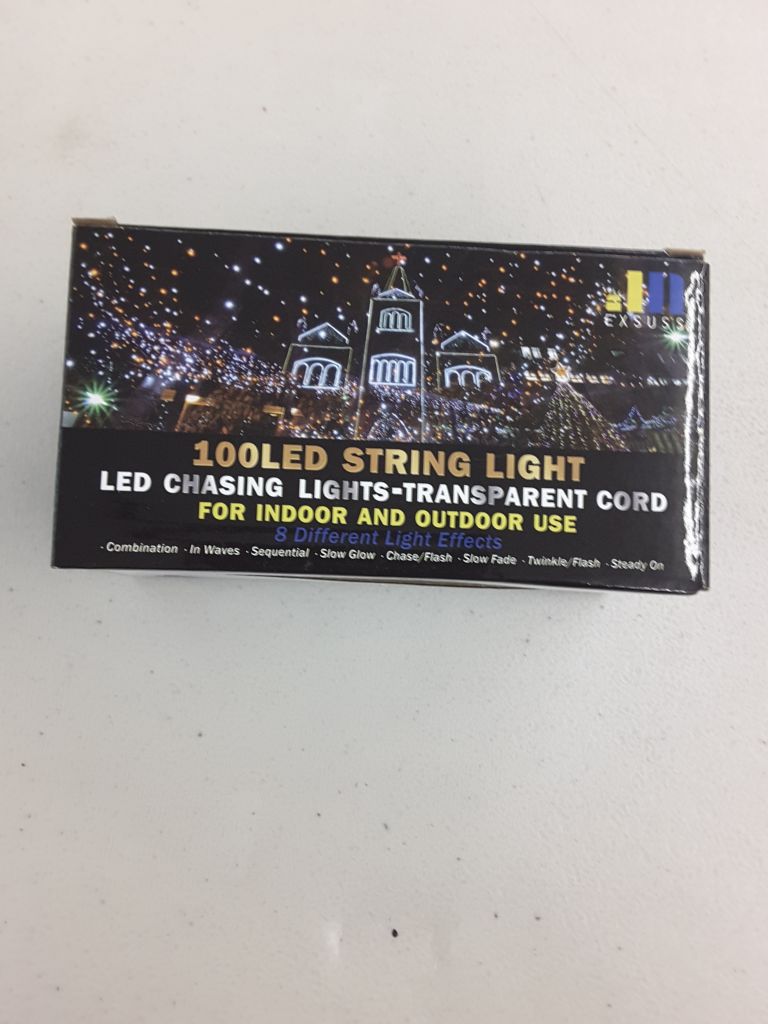 EXSUSS
100LED STRING LIGHT
LED CHASING LIGHTS-TRANSPARENT CORD
FOR INDOOR AND OUTDOOR USE
8 Different Light Effects
· Combination · In Waves · Sequential · Slow Glow · Chase/Flash · Slow Fade · Twinkle/Flash · Steady On